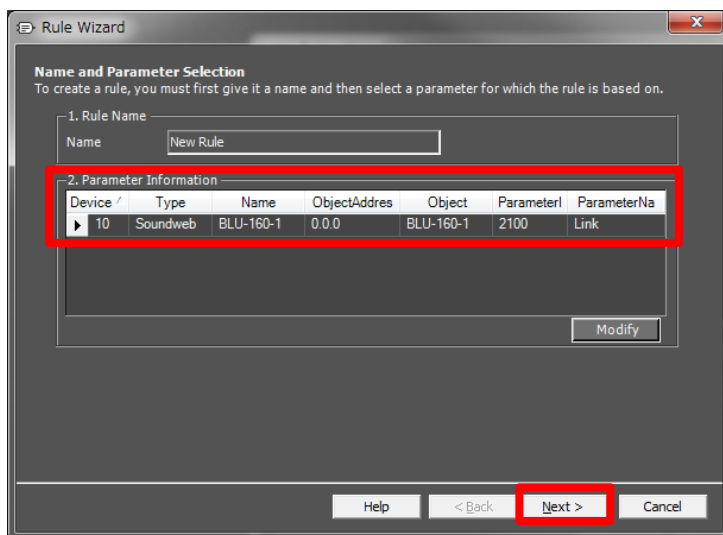 Rule Wizard
Name and Parameter Selection
To create a rule, you must first give it a name and then select a parameter for which the rule is based on.
1. Rule Name
Name New Rule
2. Parameter Information
Device Type Name ObjectAddres Object ParameterI ParameterNa
10 Soundweb BLU-160-1 0.0.0 BLU-160-1 2100 Link
Modify
Help < Back Next > Cancel